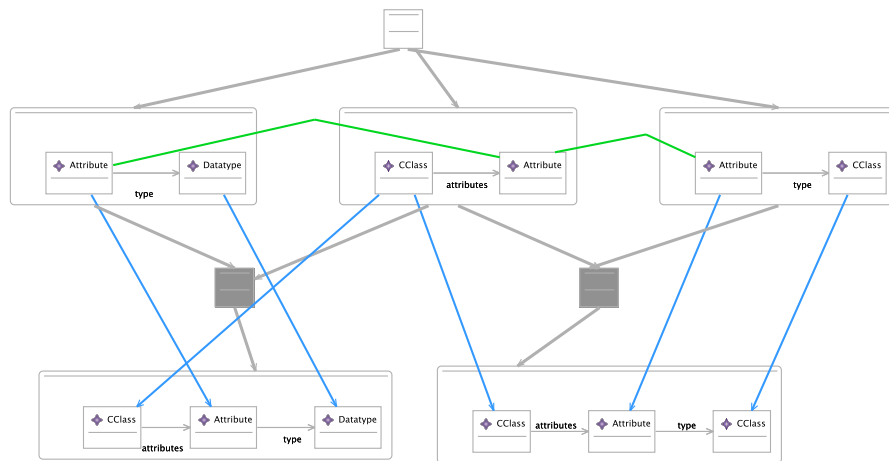 Attribute Datatype CClass Attribute Attribute CClass
type attributes type
CClass Attribute Datatype CClass Attribute CClass
attributes type attributes type